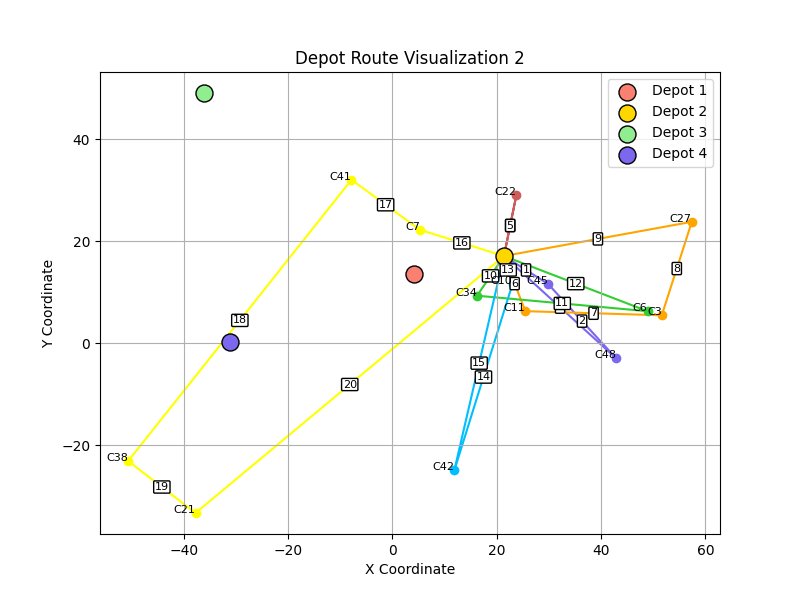 Depot Route Visualization 2
Depot 1
Depot 2
Depot 3
Depot 4
Y Coordinate
40
20
0
−20
−40
−20
0
20
40
60
X Coordinate
C41
C22
C7
C27
C34
C10
C45
C11
C6
C3
C48
C42
C38
C21
1
2
5
6
7
8
9
10
11
12
13
14
15
16
17
18
19
20